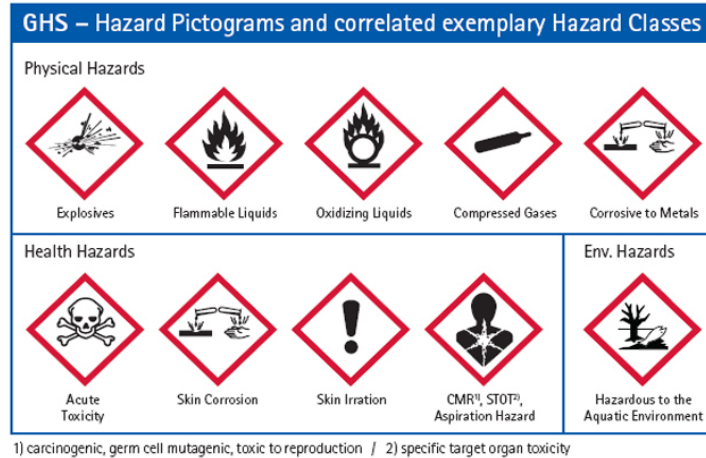 GHS – Hazard Pictograms and correlated exemplary Hazard Classes
Physical Hazards
Explosives
Flammable Liquids
Oxidizing Liquids
Compressed Gases
Corrosive to Metals
Health Hazards
Env. Hazards
Acute
Toxicity
Skin Corrosion
Skin Irration
CMR¹⁾, STOT²⁾,
Aspiration Hazard
Hazardous to the
Aquatic Environment
1) carcinogenic, germ cell mutagenic, toxic to reproduction / 2) specific target organ toxicity